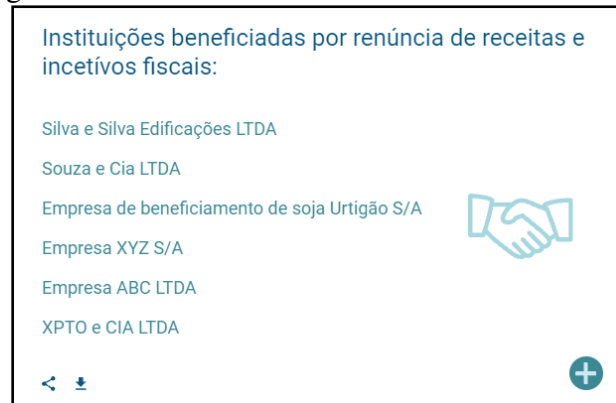 Instituições beneficiadas por renúncia de receitas e
incetívos fiscais:
Silva e Silva Edificações LTDA
Souza e Cia LTDA
Empresa de beneficiamento de soja Urtigão S/A
Empresa XYZ S/A
Empresa ABC LTDA
XPTO e CIA LTDA